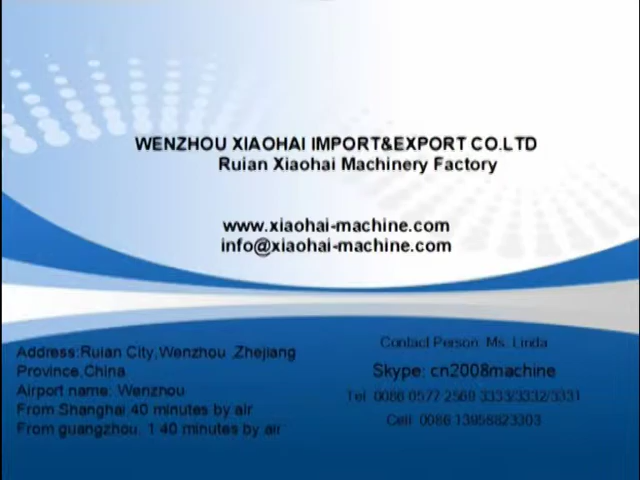 WENZHOU XIAOHAI IMPORT&EXPORT CO.LTD
Ruian Xiaohai Machinery Factory
www.xiaohai-machine.com
info@xiaohai-machine.com
Address:Ruian City,Wenzhou ,Zhejiang
Province,China
Airport name: Wenzhou
From Shanghai 40 minutes by air
From guangzhou: 1 40 minutes by air
Contact Person: Ms. Linda
Skype: cn2008machine
Tel: 0086 0577 2569 3333/3332/3331
Cell: 0086 13958823303